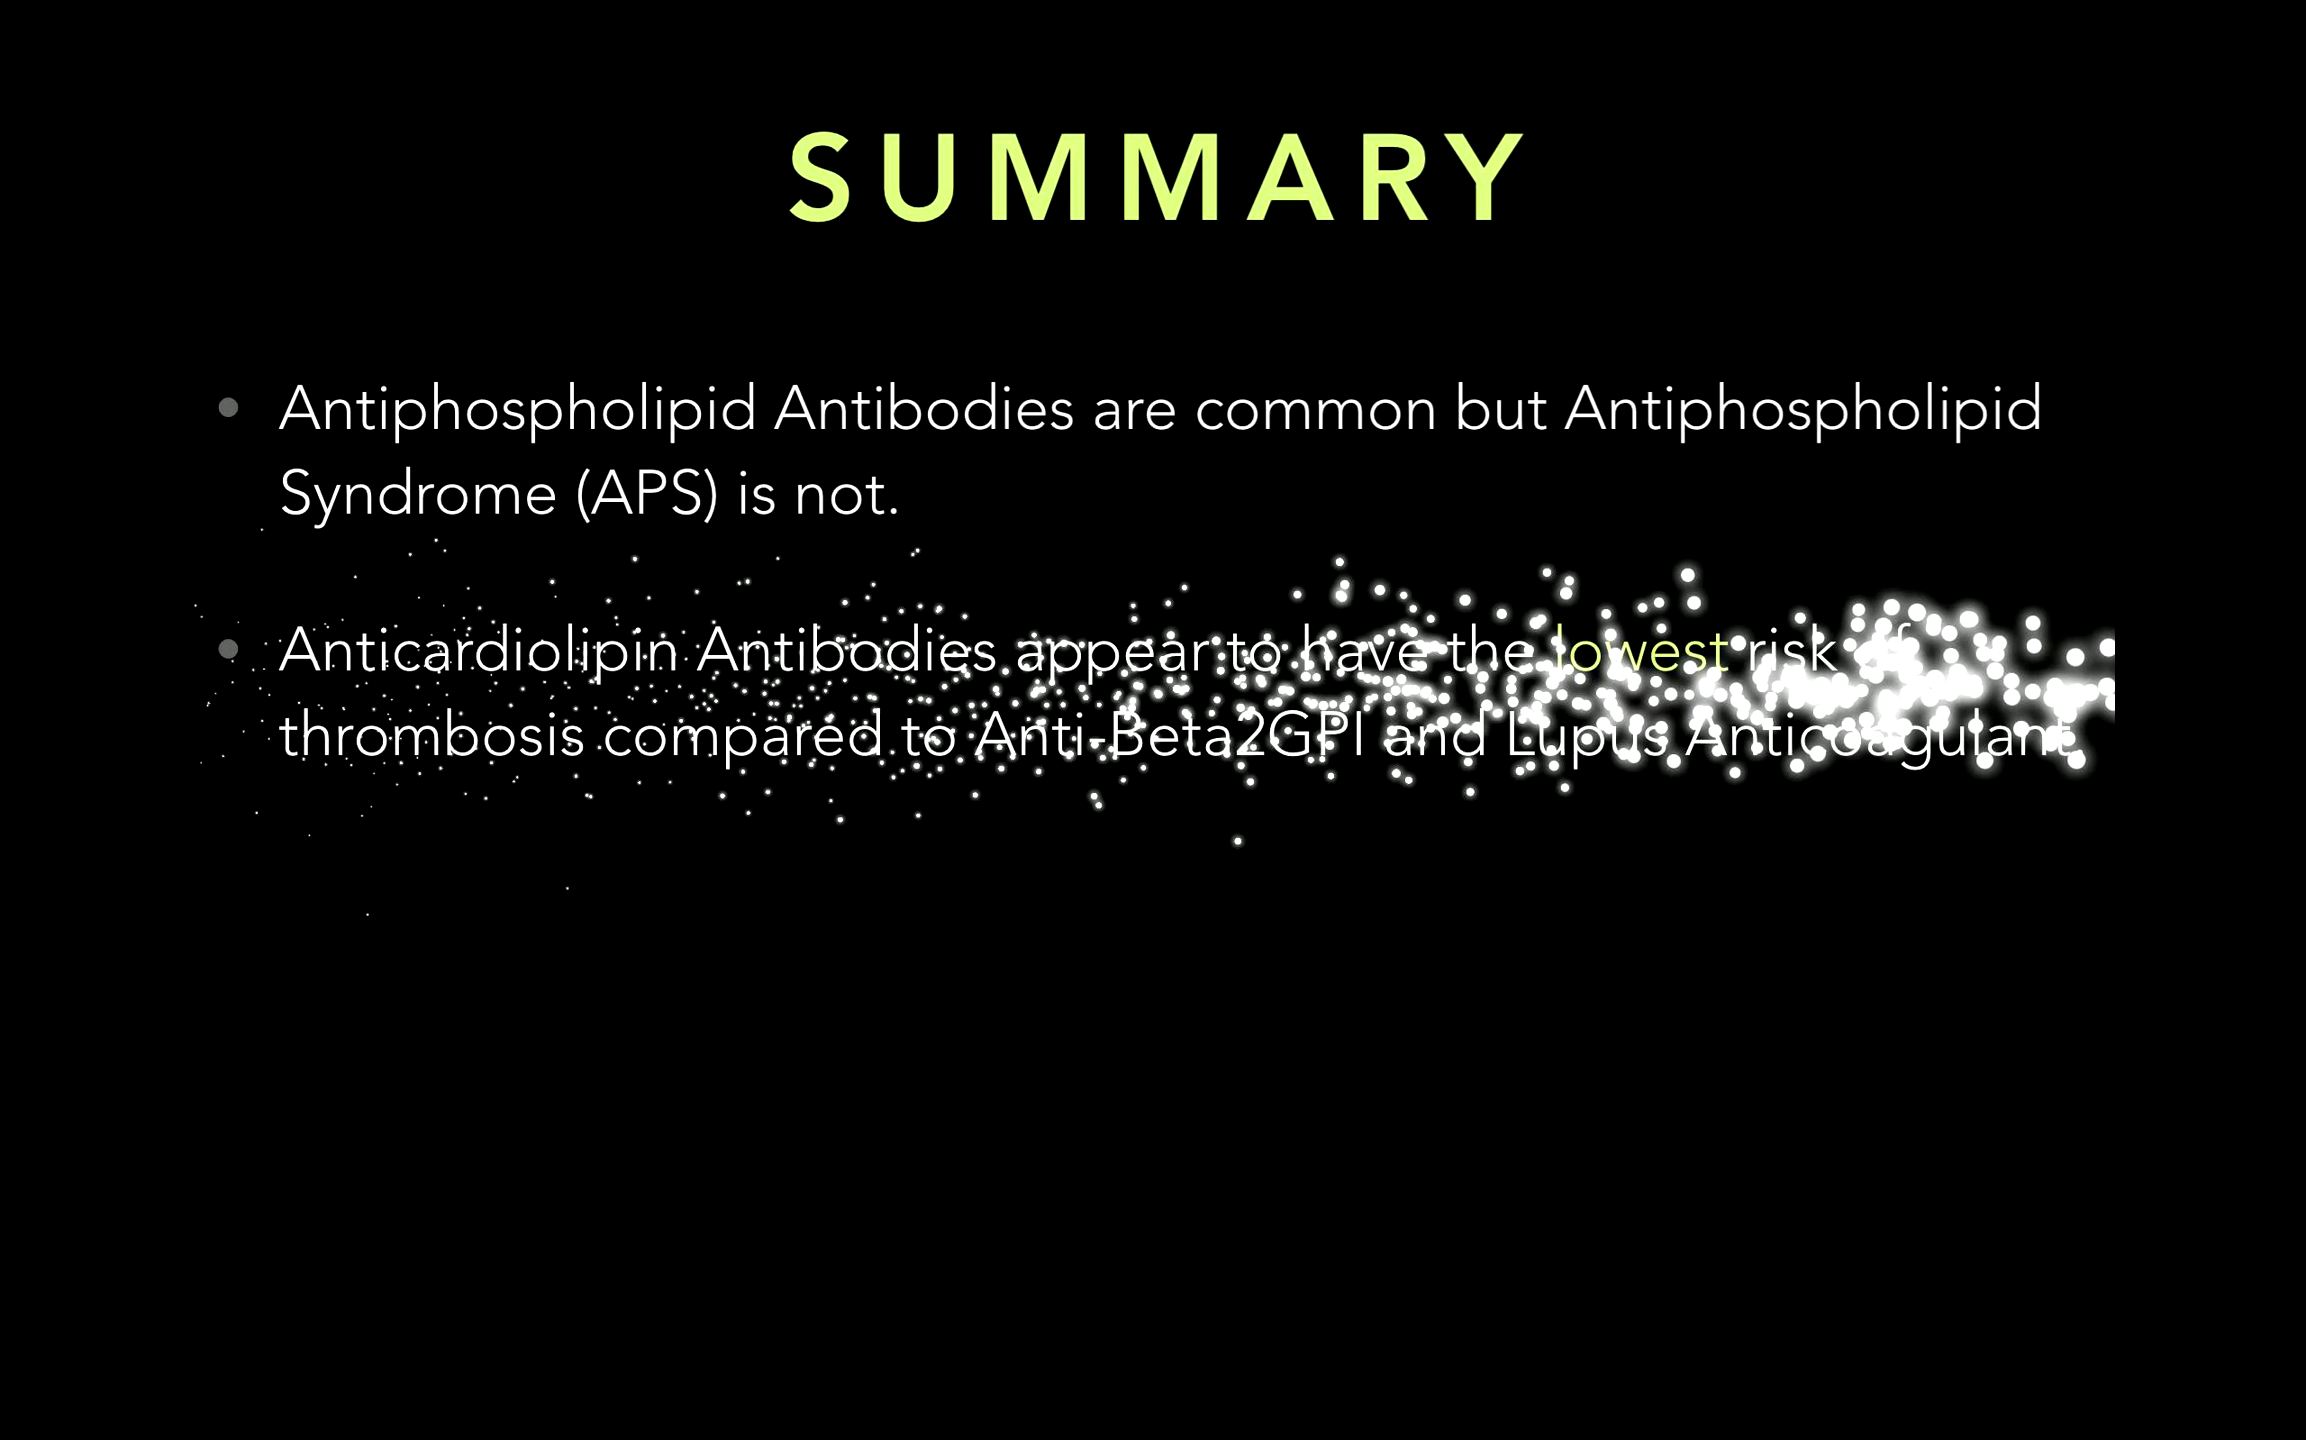 SUMMARY
• Antiphospholipid Antibodies are common but Antiphospholipid
Syndrome (APS) is not.
• Anticardiolipin Antibodies appear to have the lowest risk
thrombosis compared to Anti-Beta2GPI and Lupus Anticoagulant